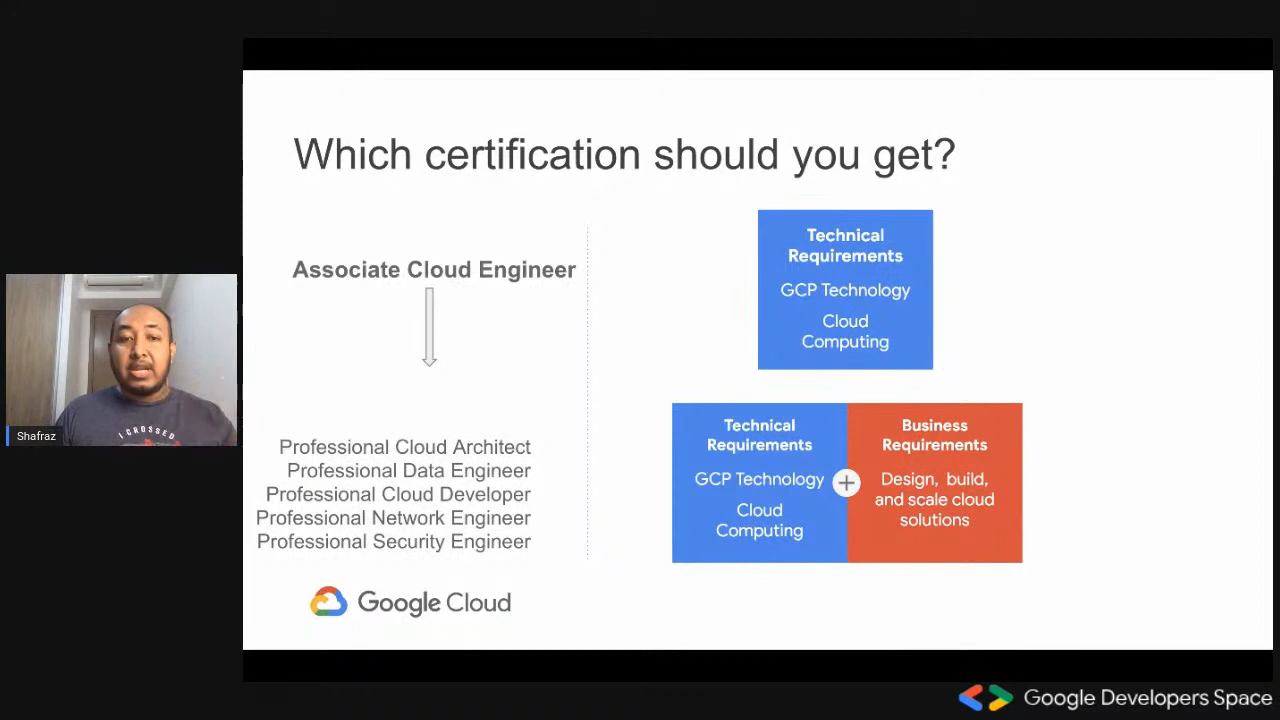 Which certification should you get?
Associate Cloud Engineer
Professional Cloud Architect
Professional Data Engineer
Professional Cloud Developer
Professional Network Engineer
Professional Security Engineer
Google Cloud
Technical
Requirements
GCP Technology
Cloud
Computing
Technical
Requirements
GCP Technology
Cloud
Computing
+
Business
Requirements
Design, build,
and scale cloud
solutions
I CROSSED
Shafraz
Google Developers Space